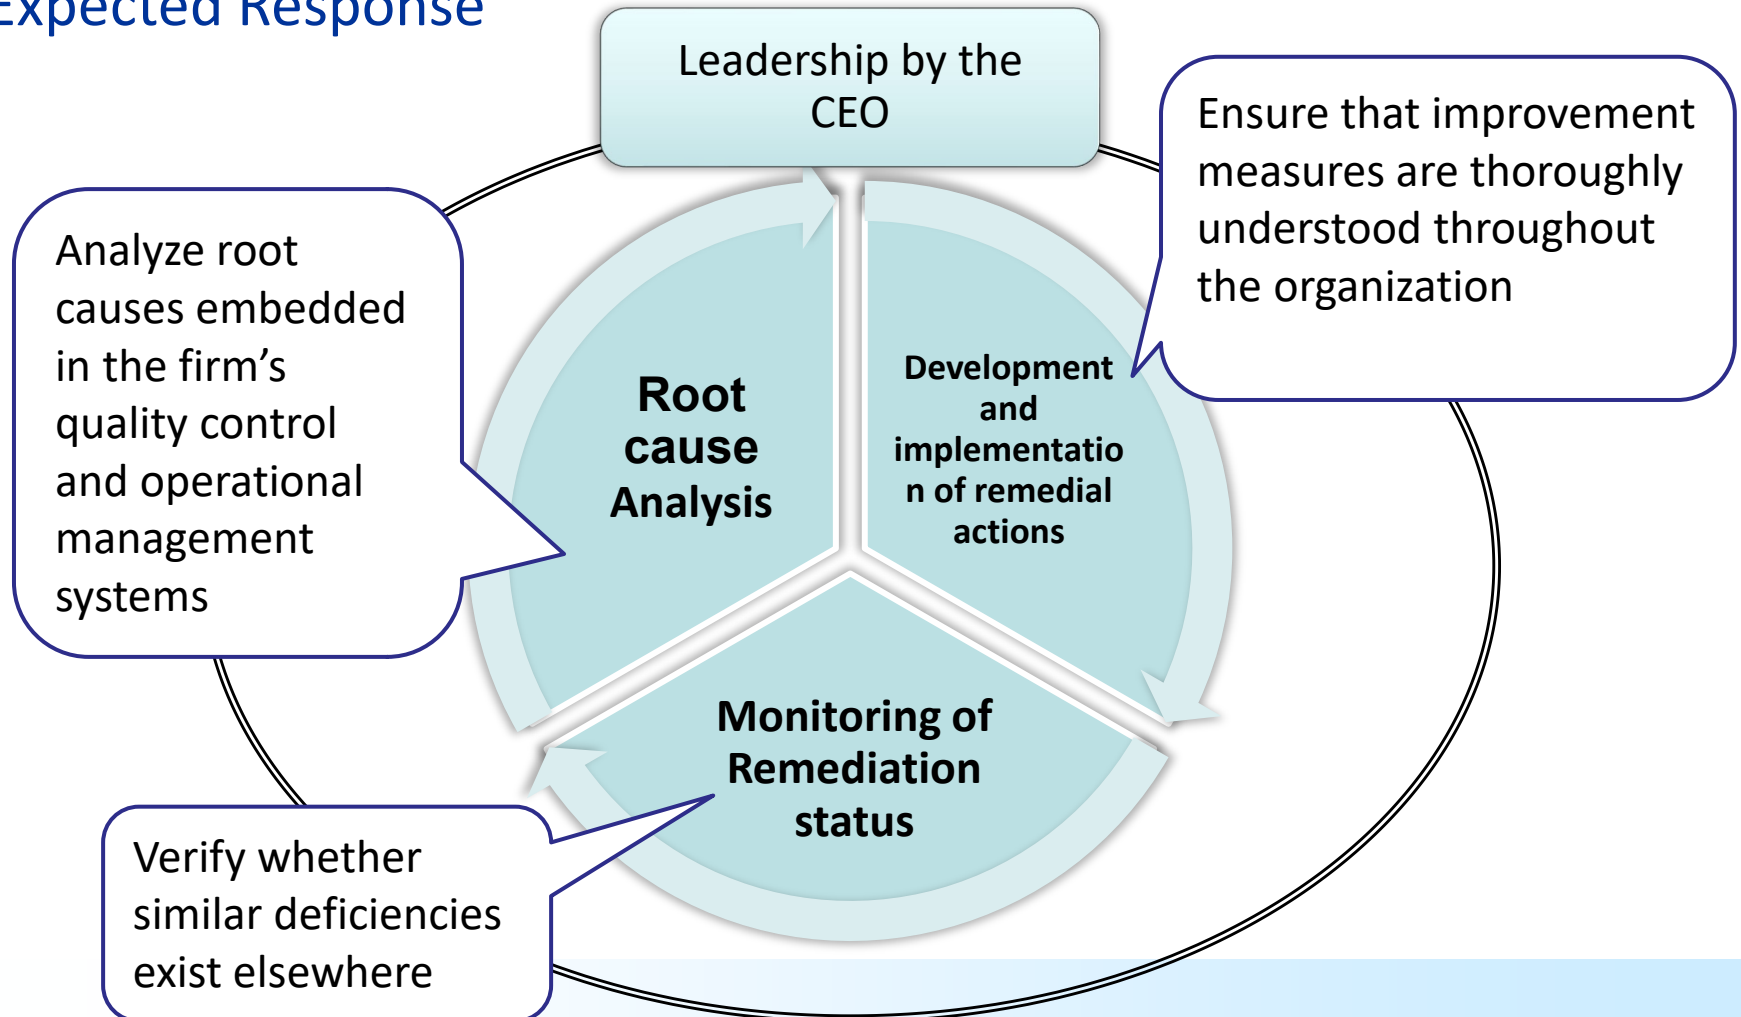 Expected Response
Leadership by the
CEO
Ensure that improvement
measures are thoroughly
understood throughout
the organization
Analyze root
causes embedded
in the firm’s
quality control
and operational
management
systems
Root
cause
Analysis
Development
and
implementatio
n of remedial
actions
Monitoring of
Remediation
status
Verify whether
similar deficiencies
exist elsewhere